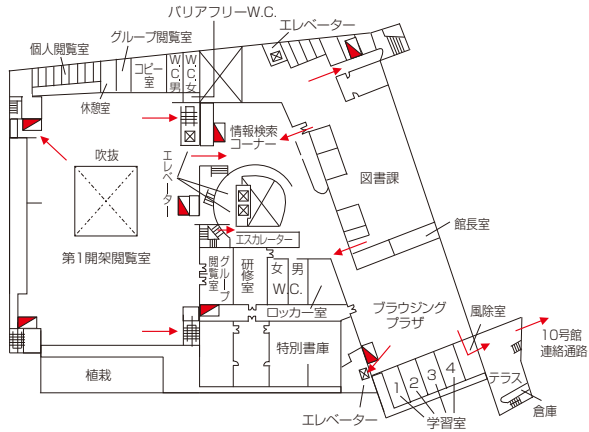 バリアフリーW.C.
エレベーター
グループ閲覧室
個人閲覧室
コピー
室
W.C.男
W.C.女
休憩室
情報検索
コーナー
吹抜
エレベーター
図書課
館長室
エスカレーター
第1開架閲覧室
グループ
閲覧室
研修室
女
男
W.C.
ロッカー室
ブラウジング
プラザ
風除室
10号館
連絡通路
特別書庫
植栽
1
2
3
4
テラス
倉庫
エレベーター
学習室